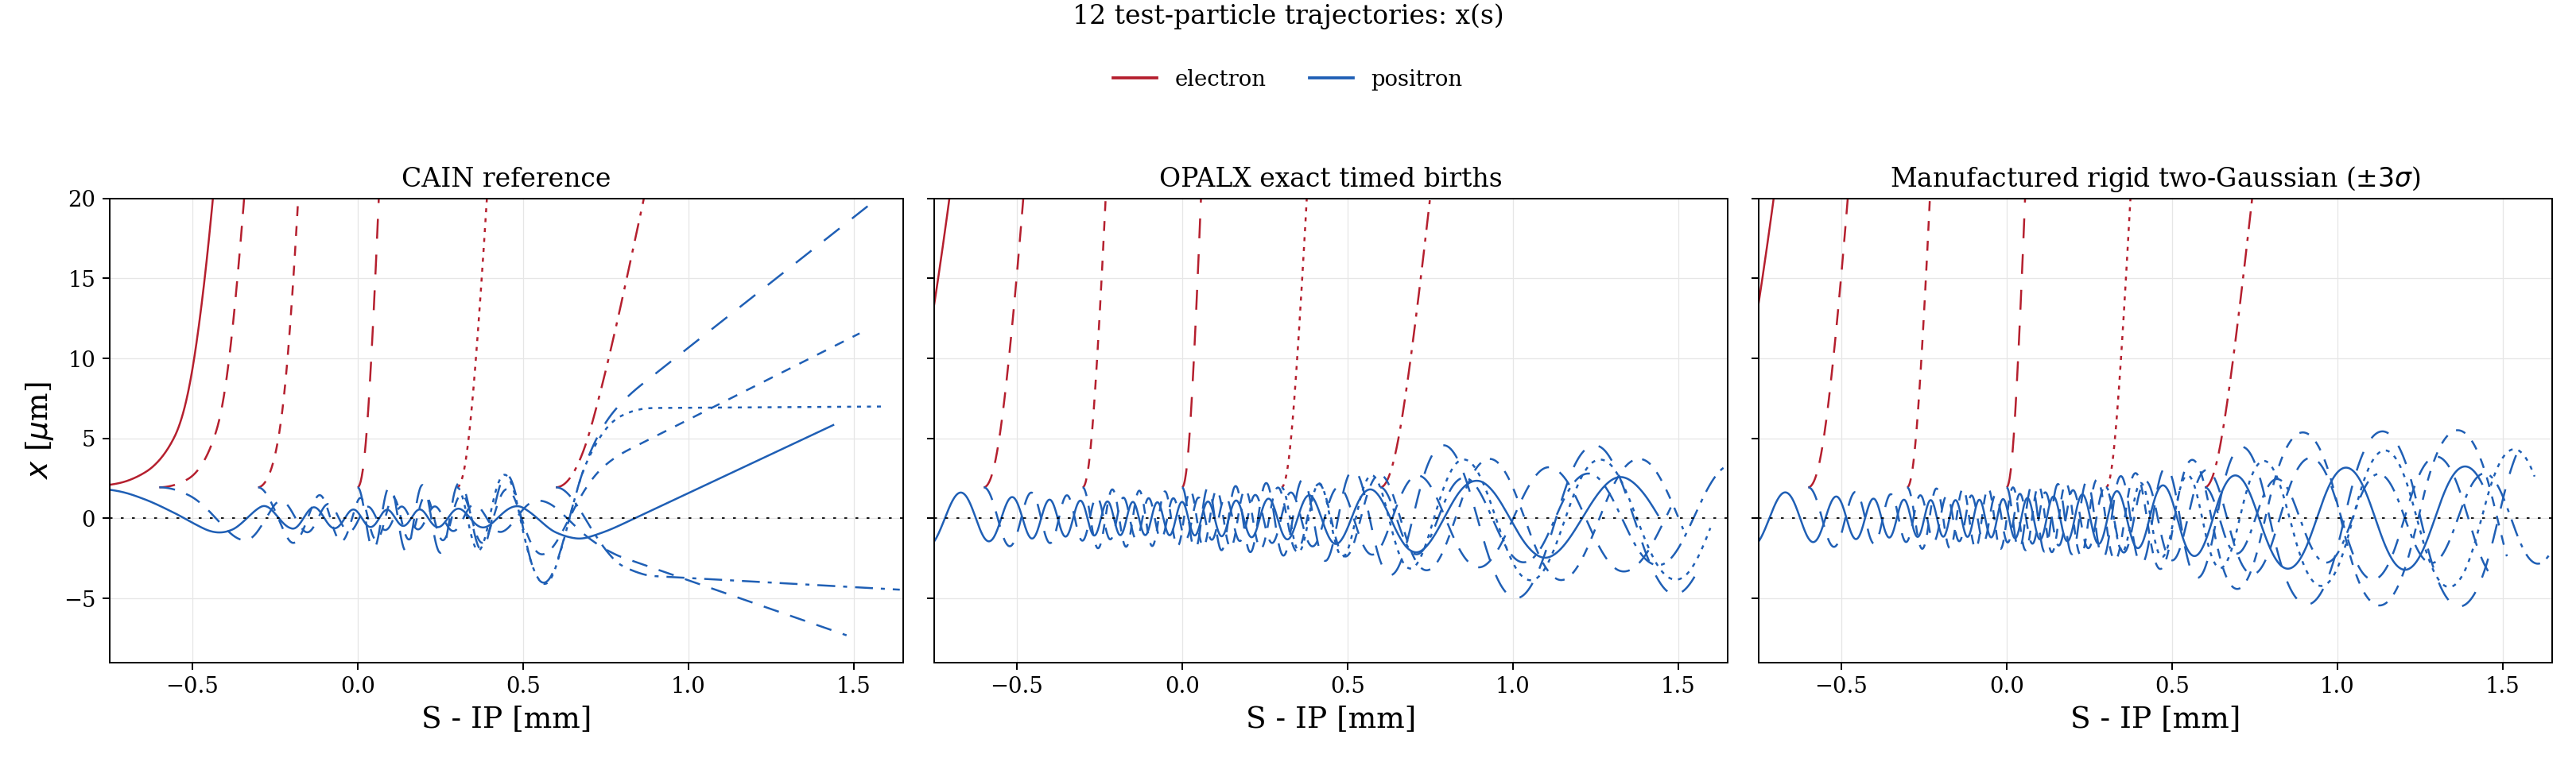 12 test-particle trajectories: x(s)
electron
positron
CAIN reference
OPALX exact timed births
Manufactured rigid two-Gaussian (±3σ)
x [μm]
20
15
10
5
0
−5
−0.5 0.0 0.5 1.0 1.5
−0.5 0.0 0.5 1.0 1.5
−0.5 0.0 0.5 1.0 1.5
S - IP [mm]
S - IP [mm]
S - IP [mm]